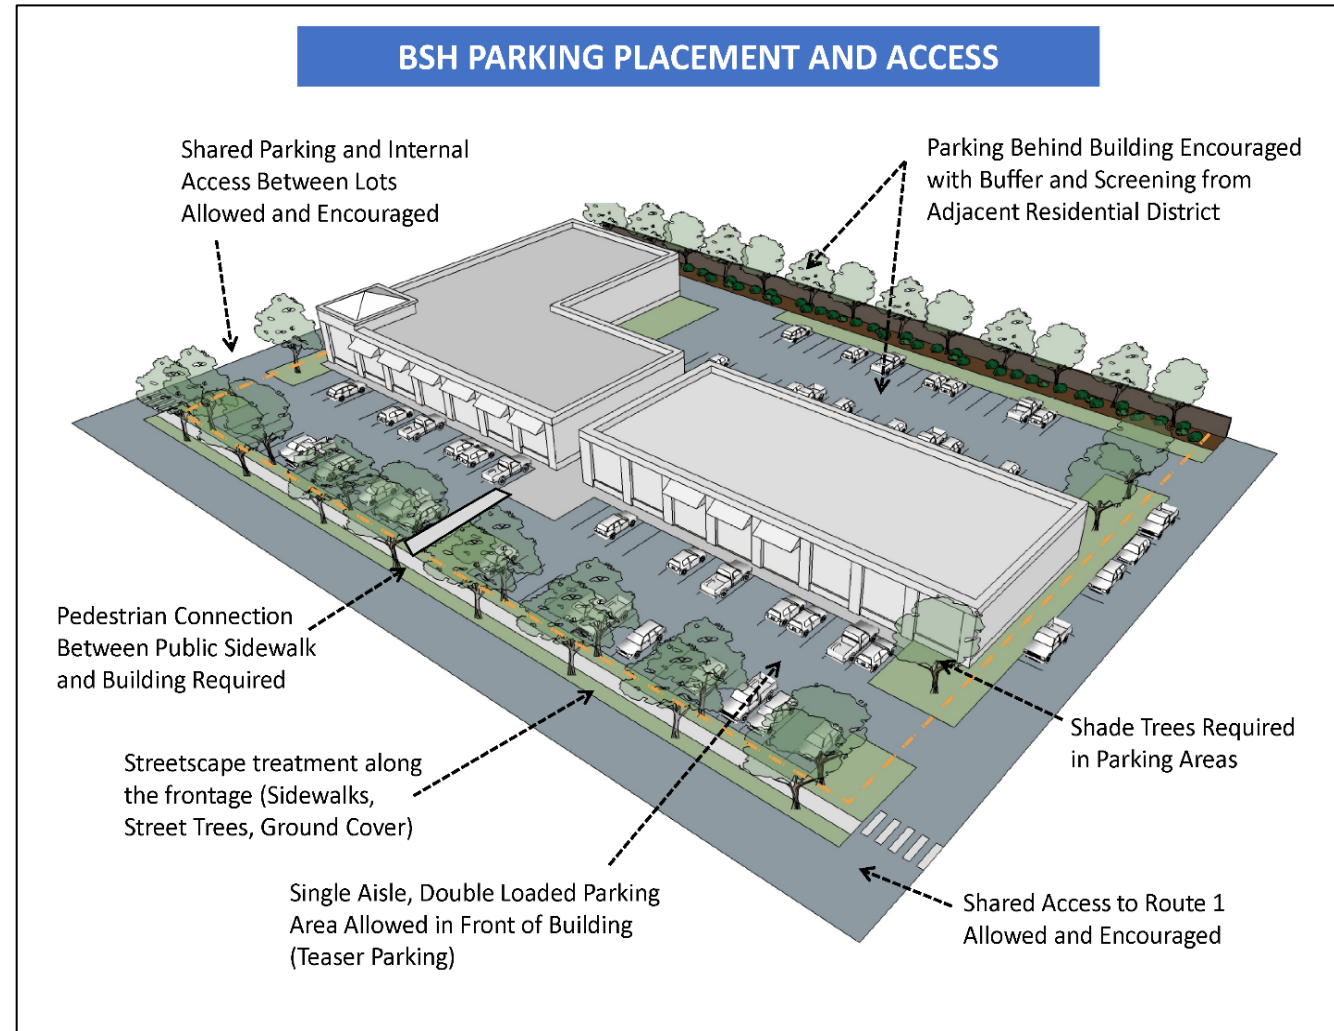 BSH PARKING PLACEMENT AND ACCESS
Shared Parking and Internal
Access Between Lots
Allowed and Encouraged
Parking Behind Building Encouraged
with Buffer and Screening from
Adjacent Residential District
Pedestrian Connection
Between Public Sidewalk
and Building Required
Shade Trees Required
in Parking Areas
Streetscape treatment along
the frontage (Sidewalks,
Street Trees, Ground Cover)
Single Aisle, Double Loaded Parking
Area Allowed in Front of Building
(Teaser Parking)
Shared Access to Route 1
Allowed and Encouraged